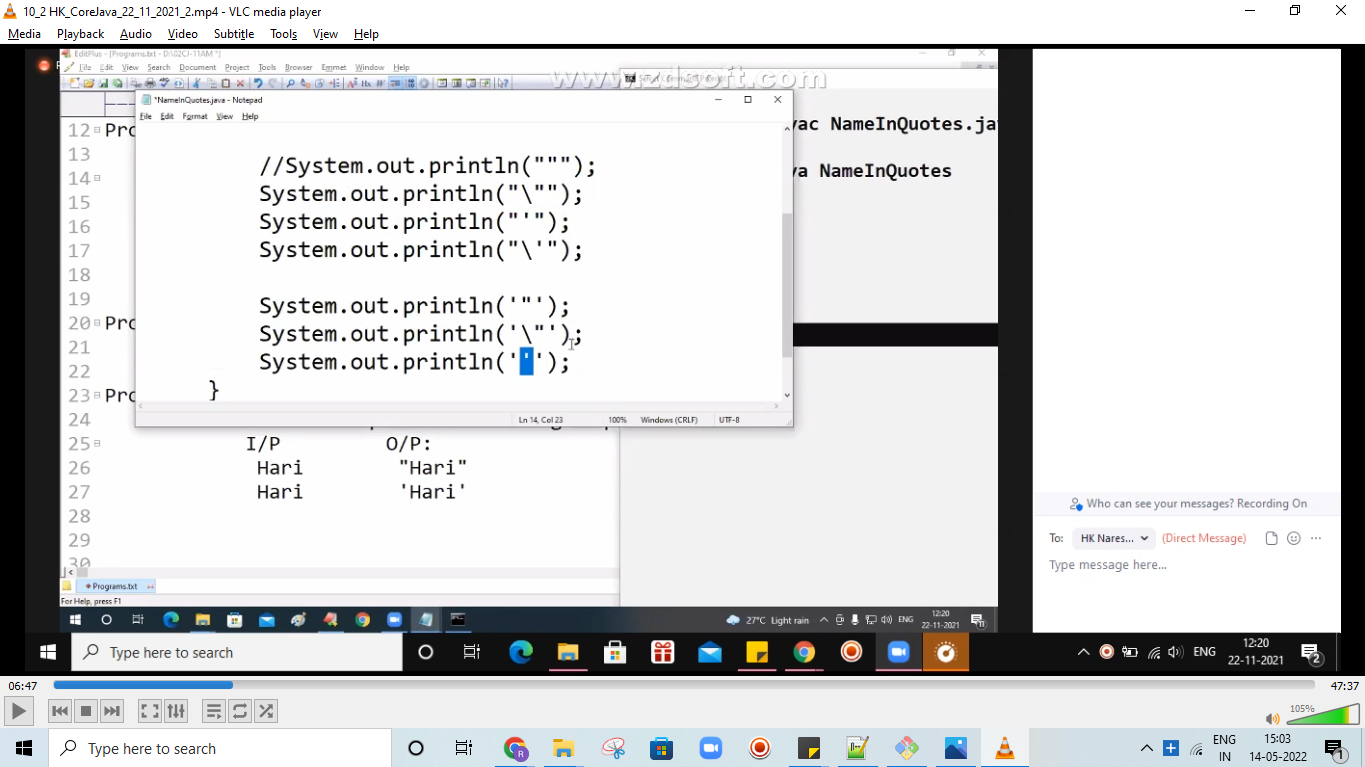 10_2 HK_CoreJava_22_11_2021_2.mp4 - VLC media player
Media Playback Audio Video Subtitle Tools View Help
EditPlus - [Programs.txt - D:\02CJ-11AM *]
File Edit View Search Document Project Tools Browser Emmet Window Help
www.nzdsoft.com
*NameInQuotes.java - Notepad
File Edit Format View Help
12 Pro
13
14
15
16
17
18
19
20 Pro
21
22
23 Pro
24
//System.out.println(""");
System.out.println("\"");
System.out.println("'");
System.out.println("\'");
System.out.println('"');
System.out.println('\"');
System.out.println(''');
}
Ln 14, Col 23 100% Windows (CRLF) UTF-8
vac NameInQuotes.jav
va NameInQuotes
25 I/P O/P:
26 Hari "Hari"
27 Hari 'Hari'
28
29
30
Programs.txt
For Help, press F1
27°C Light rain ENG 12:20
22-11-2021
Who can see your messages? Recording On
To: HK Nares... (Direct Message)
Type message here...
Type here to search
ENG 12:20
22-11-2021
2
06:47 47:37
105%
Type here to search
ENG
IN
15:03
14-05-2022
1